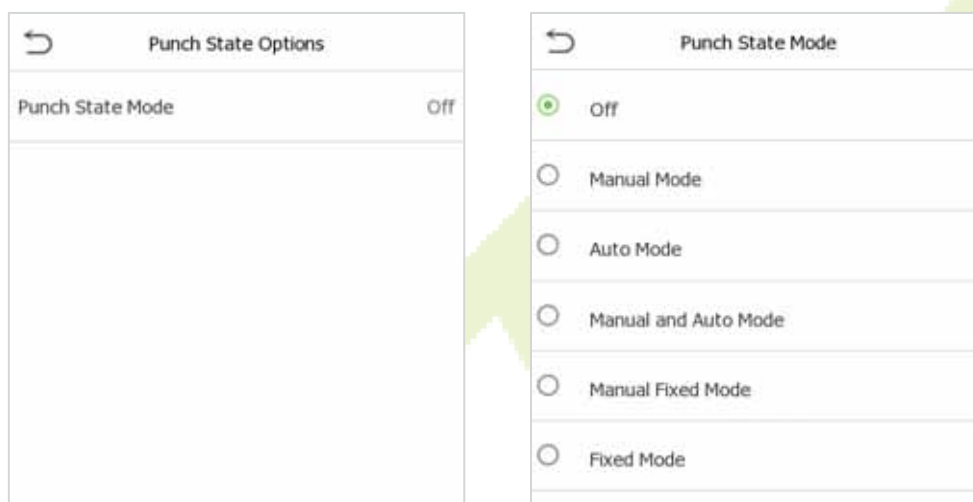 Punch State Options
Punch State Mode Off
Punch State Mode
Off
Manual Mode
Auto Mode
Manual and Auto Mode
Manual Fixed Mode
Fixed Mode